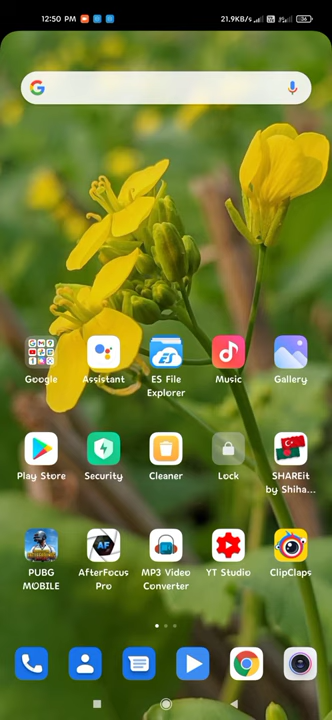 12:50 PM
21.9KB/s
36
Google
Assistant
ES File
Explorer
Music
Gallery
Play Store
Security
Cleaner
Lock
SHAREit
by Shiha...
PUBG
MOBILE
AfterFocus
Pro
MP3 Video
Converter
YT Studio
ClipClaps